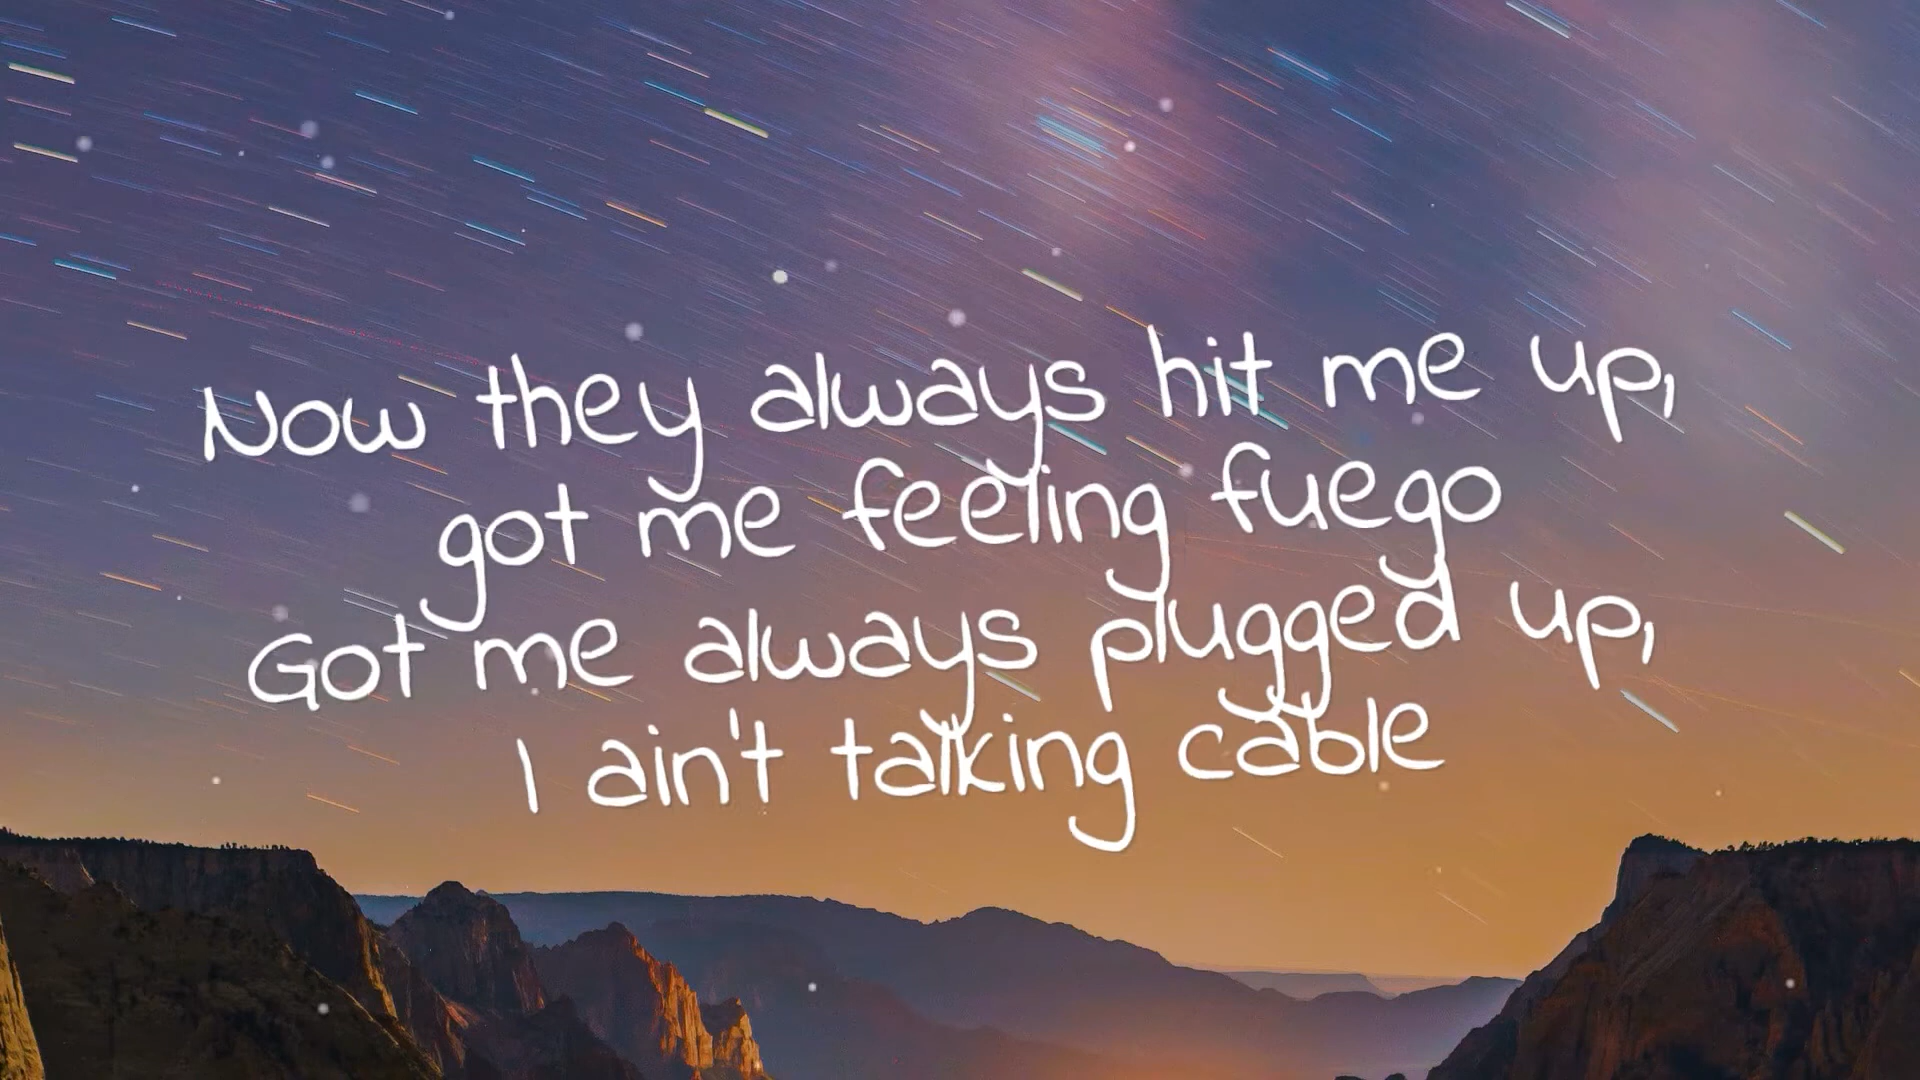 Now they always hit me up,
got me feeling fuego
Got me always plugged up,
I ain't talking cable